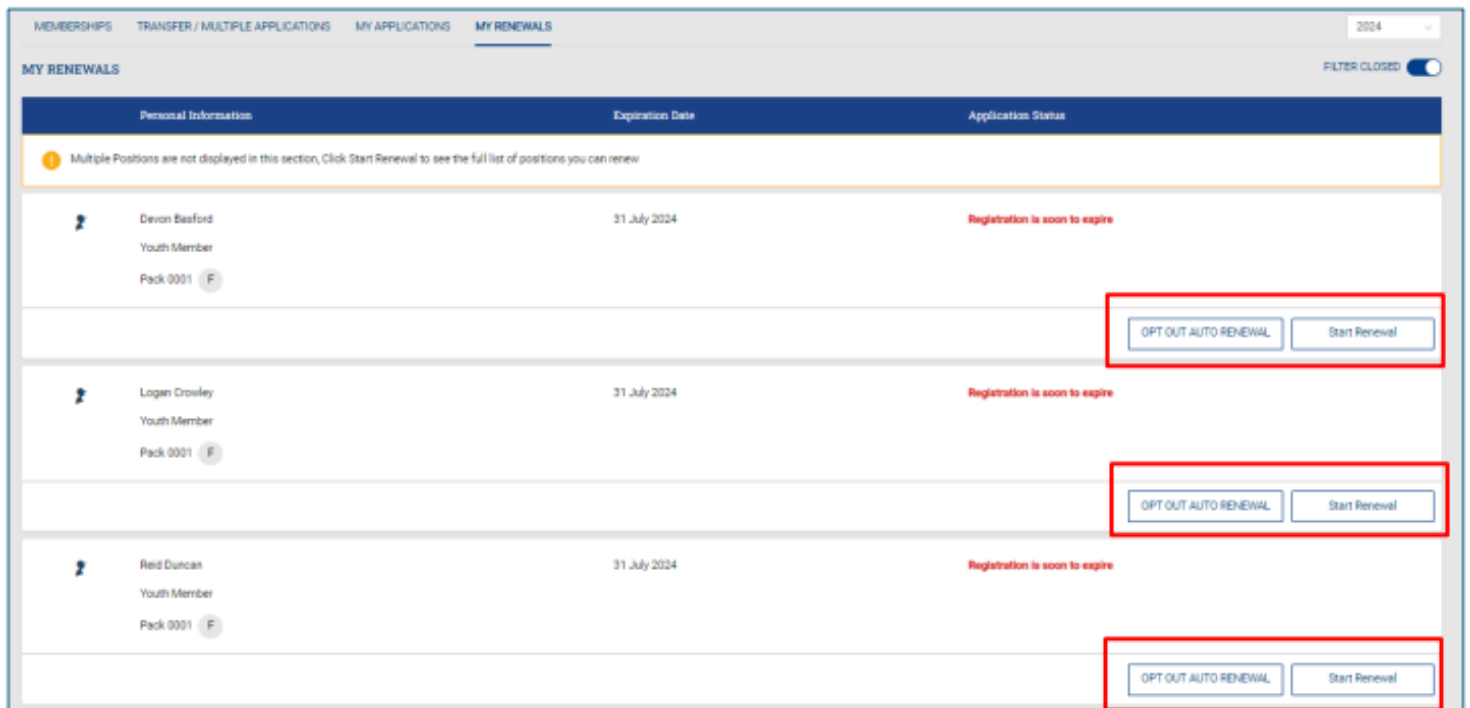 MEMBERSHIPS TRANSFER / MULTIPLE APPLICATIONS MY APPLICATIONS MY RENEWALS 2024
MY RENEWALS FILTER CLOSED
Personal Information Expiration Date Application Status
Multiple Positions are not displayed in this section, Click Start Renewal to see the full list of positions you can renew
Devon Basford 31 July 2024 Registration is soon to expire
Youth Member
Pack 0001 F
OPT OUT AUTO RENEWAL Start Renewal
Logan Crowley 31 July 2024 Registration is soon to expire
Youth Member
Pack 0001 F
OPT OUT AUTO RENEWAL Start Renewal
Reid Duncan 31 July 2024 Registration is soon to expire
Youth Member
Pack 0001 F
OPT OUT AUTO RENEWAL Start Renewal